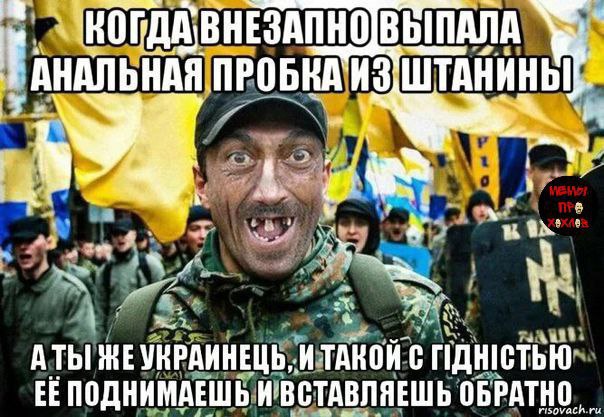 КОГДА ВНЕЗАПНО ВЫПАЛА
АНАЛЬНАЯ ПРОБКА ИЗ ШТАНИНЫ
МЕМЫ
ПРО
ХОХЛОВ
А ТЫ ЖЕ УКРАИНЕЦЬ, И ТАКОЙ С ГІДНІСТЬЮ
ЕЁ ПОДНИМАЕШЬ И ВСТАВЛЯЕШЬ ОБРАТНО
risovach.ru